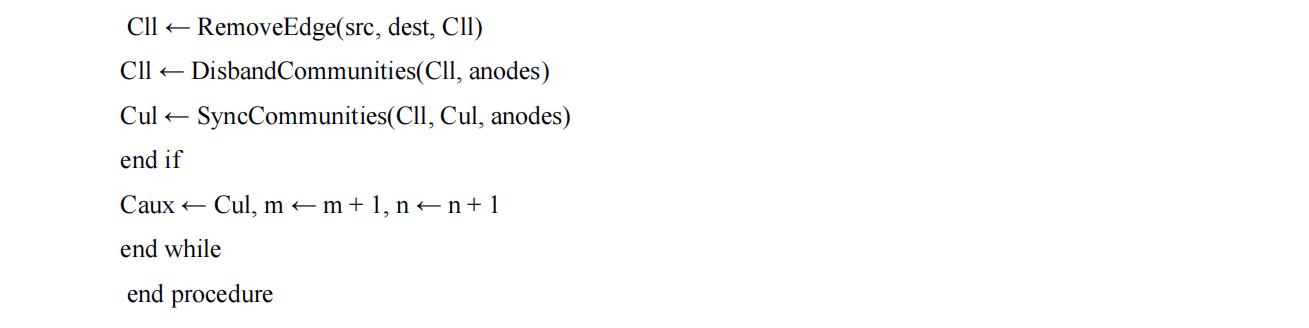 Cll ← RemoveEdge(src, dest, Cll)
Cll ← DisbandCommunities(Cll, anodes)
Cul ← SyncCommunities(Cll, Cul, anodes)
end if
Caux ← Cul, m ← m + 1, n ← n + 1
end while
end procedure